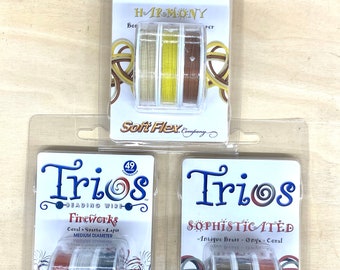 HARMONY
Soft Flex
Company
49
Trios
BEADING WIRE
Fireworks
Coral • Spattz • Lapis
MEDIUM DIAMETER
Trios
SOPHISTICATED
Antique Brass • Onyx • Coral